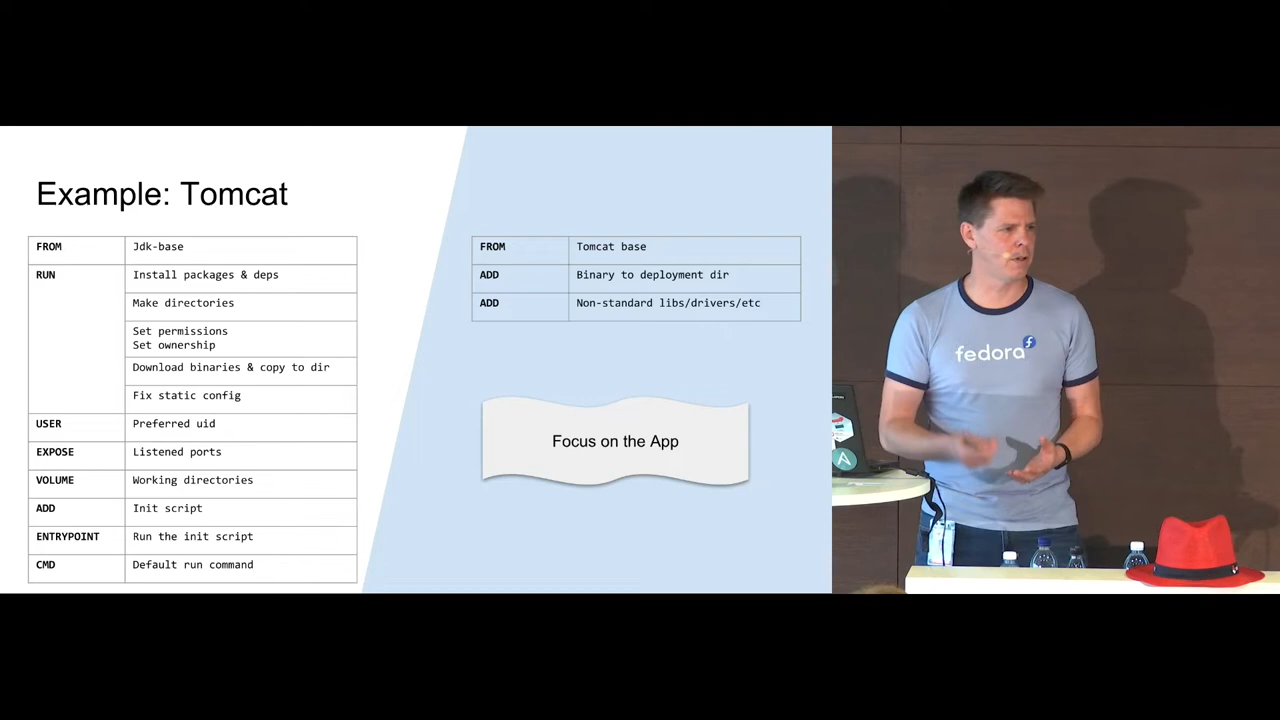 Example: Tomcat
FROM Jdk-base
RUN Install packages & deps
Make directories
Set permissions
Set ownership
Download binaries & copy to dir
Fix static config
USER Preferred uid
EXPOSE Listened ports
VOLUME Working directories
ADD Init script
ENTRYPOINT Run the init script
CMD Default run command
FROM Tomcat base
ADD Binary to deployment dir
ADD Non-standard libs/drivers/etc
Focus on the App
fedora